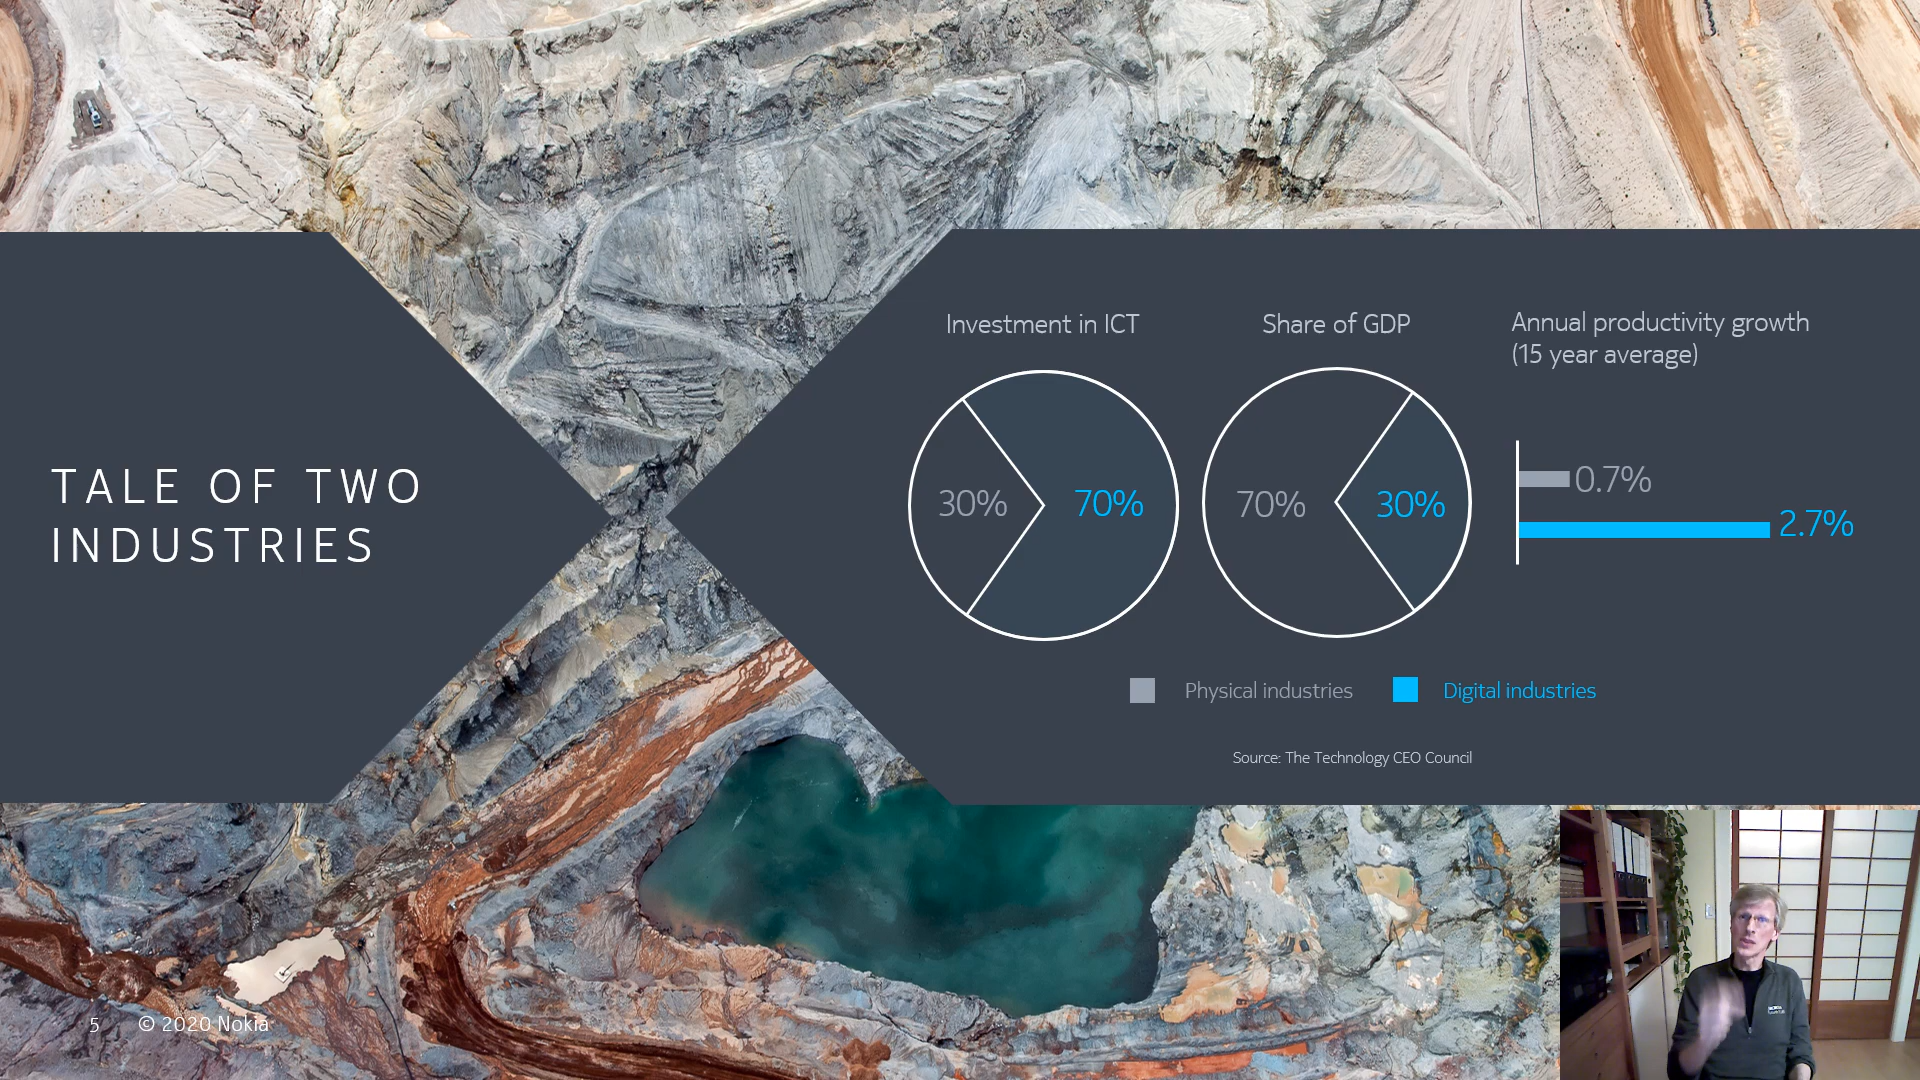 TALE OF TWO
INDUSTRIES
Investment in ICT
Share of GDP
Annual productivity growth
(15 year average)
30%
70%
70%
30%
0.7%
2.7%
Physical industries
Digital industries
Source: The Technology CEO Council
5
© 2020 Nokia